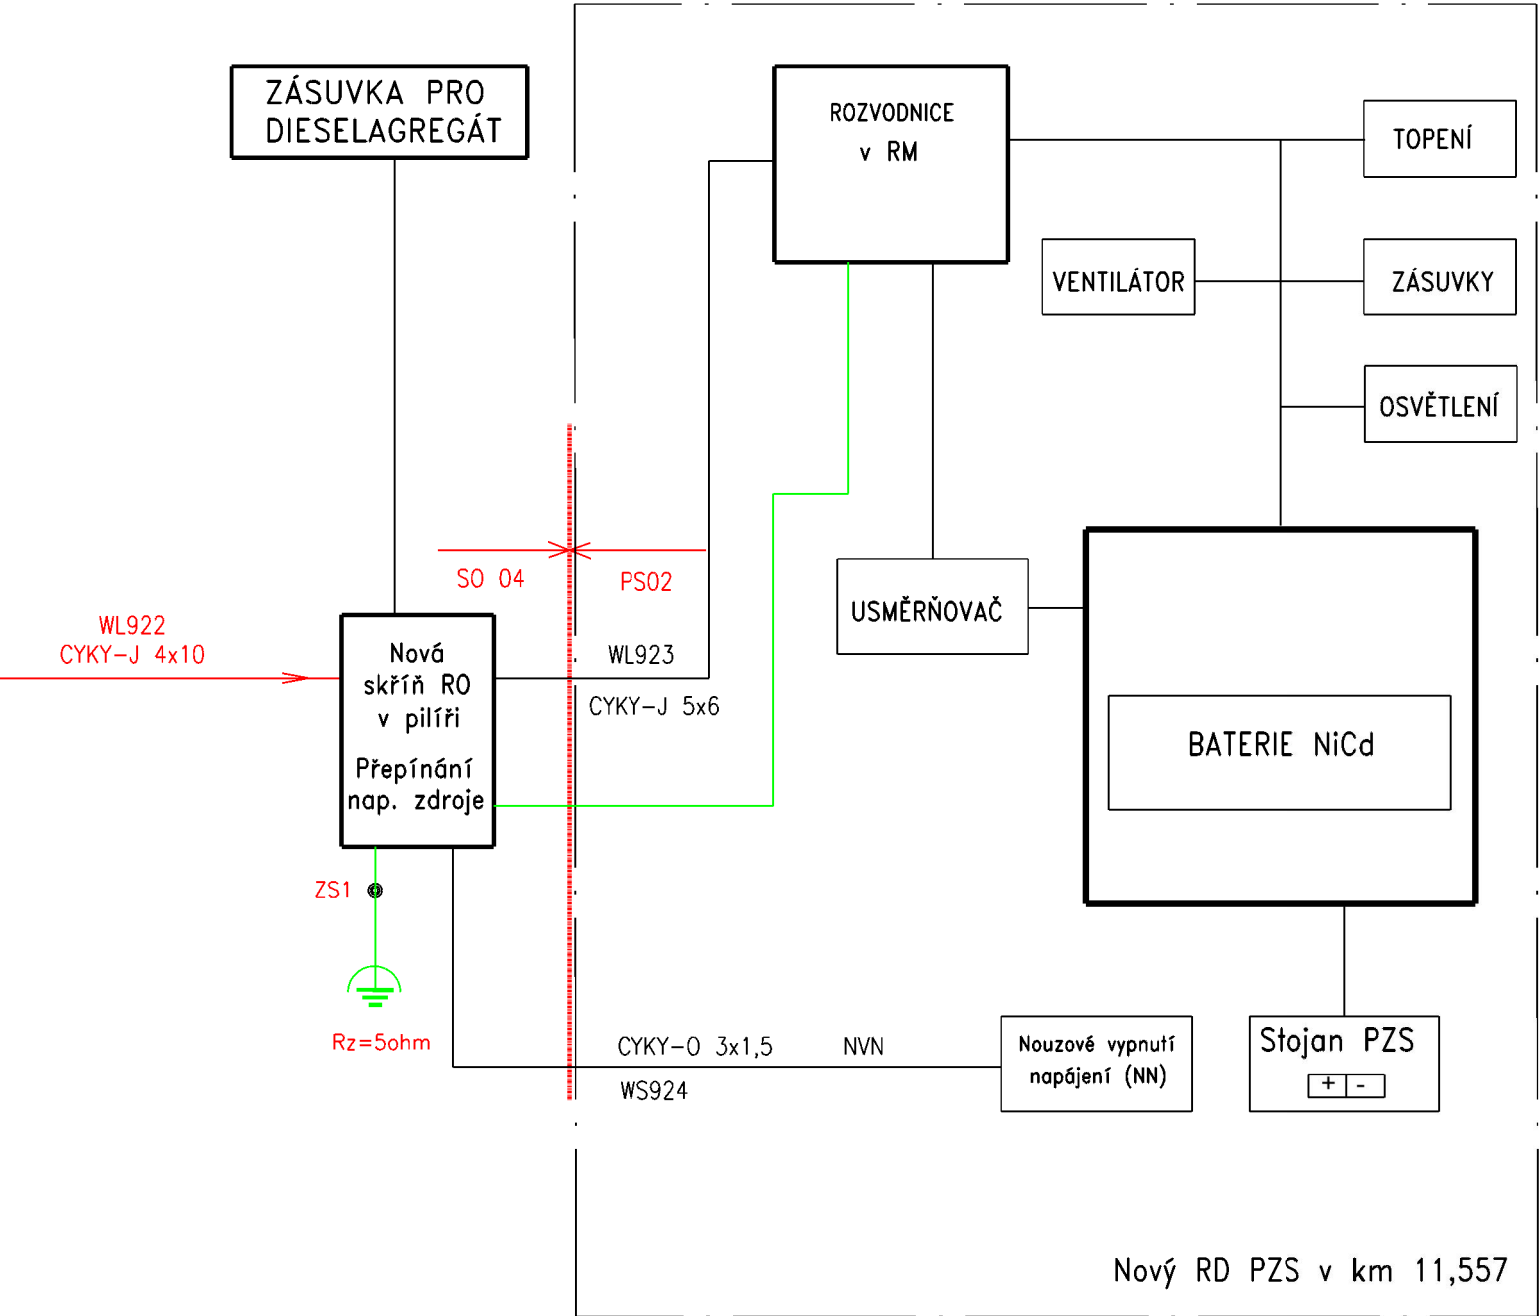 ZÁSUVKA PRO
DIESELAGREGÁT
ROZVODNICE
v RM
TOPENÍ
VENTILÁTOR
ZÁSUVKY
OSVĚTLENÍ
SO 04
PS02
USMĚRŇOVAČ
WL922
CYKY-J 4x10
Nová
skříň RO
v pilíři
Přepínání
nap. zdroje
WL923
CYKY-J 5x6
BATERIE NiCd
ZS1
Rz=5ohm
CYKY-O 3x1,5
NVN
WS924
Nouzové vypnutí
napájení (NN)
Stojan PZS
+ -
Nový RD PZS v km 11,557